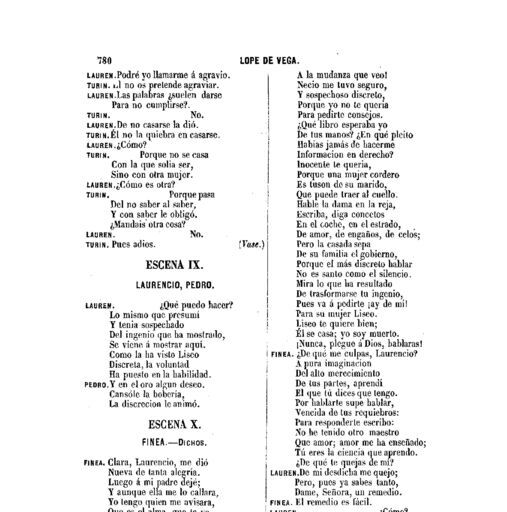 780
LOPE DE VEGA.
LAUREN. Podré yo llamarme á agravio.
TURIN. El no os pretende agraviar.
LAUREN. Las palabras ¿suelen darse
Para no cumplirse?.
TURIN. No.
LAUREN. De no casarse la dió.
TURIN. Él no la quiebra en casarse.
LAUREN. ¿Cómo?
TURIN. Porque no se casa
Con la que solia ser,
Sino con otra mujer.
LAUREN. ¿Cómo es otra?
TURIN. Porque pasa
Del no saber al saber,
Y con saber le obligó.
¿Mandais otra cosa?
LAUREN. No.
TURIN. Pues adios. (Vase.)
ESCENA IX.
LAURENCIO, PEDRO.
LAUREN. ¿Qué puedo hacer?
Lo mismo que presumí
Y tenia sospechado
Del ingenio que ha mostrado,
Se viene á mostrar aquí.
Como la ha visto Liseo
Discreta, la voluntad
Ha puesto en la habilidad.
PEDRO. Y en el oro algun deseo.
Cansóle la bobería,
La discrecion le animó.
ESCENA X.
FINEA.—DICHOS.
FINEA. Clara, Laurencio, me dió
Nueva de tanta alegría.
Luego á mi padre dejé;
Y aunque ella me lo callara,
Yo tengo quien me avisara,
Que es el alma, que te
A la mudanza que veo!
Necio me tuvo seguro,
Y sospechoso discreto,
Porque yo no te queria
Para pedirte consejos.
¿Qué libro esperaba yo
De tus manos? ¿En qué pleito
Habias jamás de hacerme
Informacion en derecho?
Inocente te queria,
Porque una mujer cordero
Es tuson de su marido,
Que puede traer al cuello.
Hable la dama en la reja,
Escriba, diga concetos
En el coche, en el estrado,
De amor, de engaños, de celos;
Pero la casada sepa
De su familia el gobierno,
Porque el más discreto hablar
No es santo como el silencio.
Mira lo que ha resultado
De trasformarse tu ingenio,
Pues va á pedirte ¡ay de mí!
Para su mujer Liseo.
Liseo te quiere bien;
Él se casa; yo soy muerto.
¡Nunca, plegue á Dios, hablaras!
FINEA. ¿De qué me culpas, Laurencio?
A pura imaginacion
Del alto merecimiento
De tus partes, aprendí
El que tú dices que tengo.
Por hablarte supe hablar,
Vencida de tus requiebros:
Para responderte escribo:
No he tenido otro maestro
Que amor; amor me ha enseñado;
Tú eres la ciencia que aprendo.
¿De qué te quejas de mí?
LAUREN. De mi desdicha me quejo;
Pero, pues ya sabes tanto,
Dame, Señora, un remedio.
FINEA. El remedio es fácil.
LAUREN. ¿Cómo?